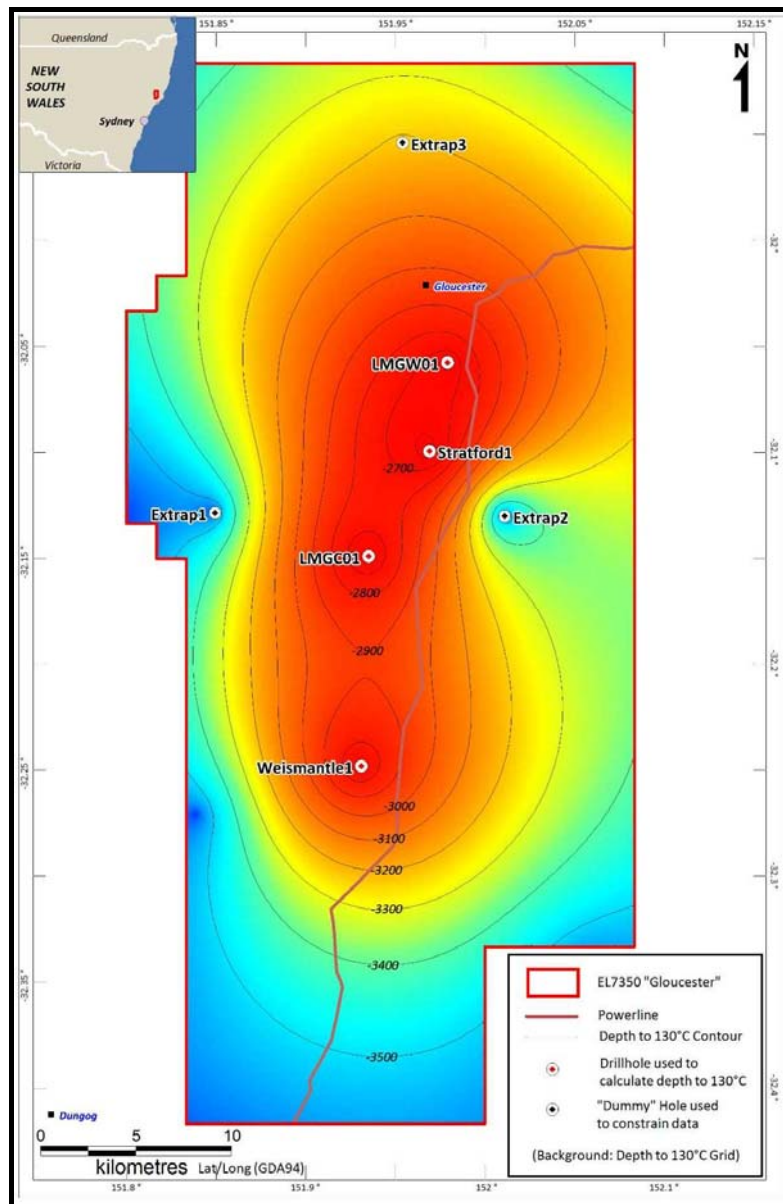 151.85°
151.95°
152.05°
152.15°
Queensland
NEW
SOUTH
WALES
Sydney
Victoria
N
Extrap3
-32°
Gloucester
-32.05°
LMGW01
-32.1°
Stratford1
-2700
Extrap1
Extrap2
-32.15°
LMGC01
-2800
-2900
-32.2°
-32.25°
Weismantle1
-3000
-3100
-3200
-32.3°
-3300
-3400
-32.35°
-3500
-32.4°
EL7350 "Gloucester"
Powerline
Depth to 130°C Contour
Drillhole used to
calculate depth to 130°C
"Dummy" Hole used
to constrain data
(Background: Depth to 130°C Grid)
Dungog
0 5 10
kilometres Lat/Long (GDA94)
151.8°
151.9°
152°
152.1°